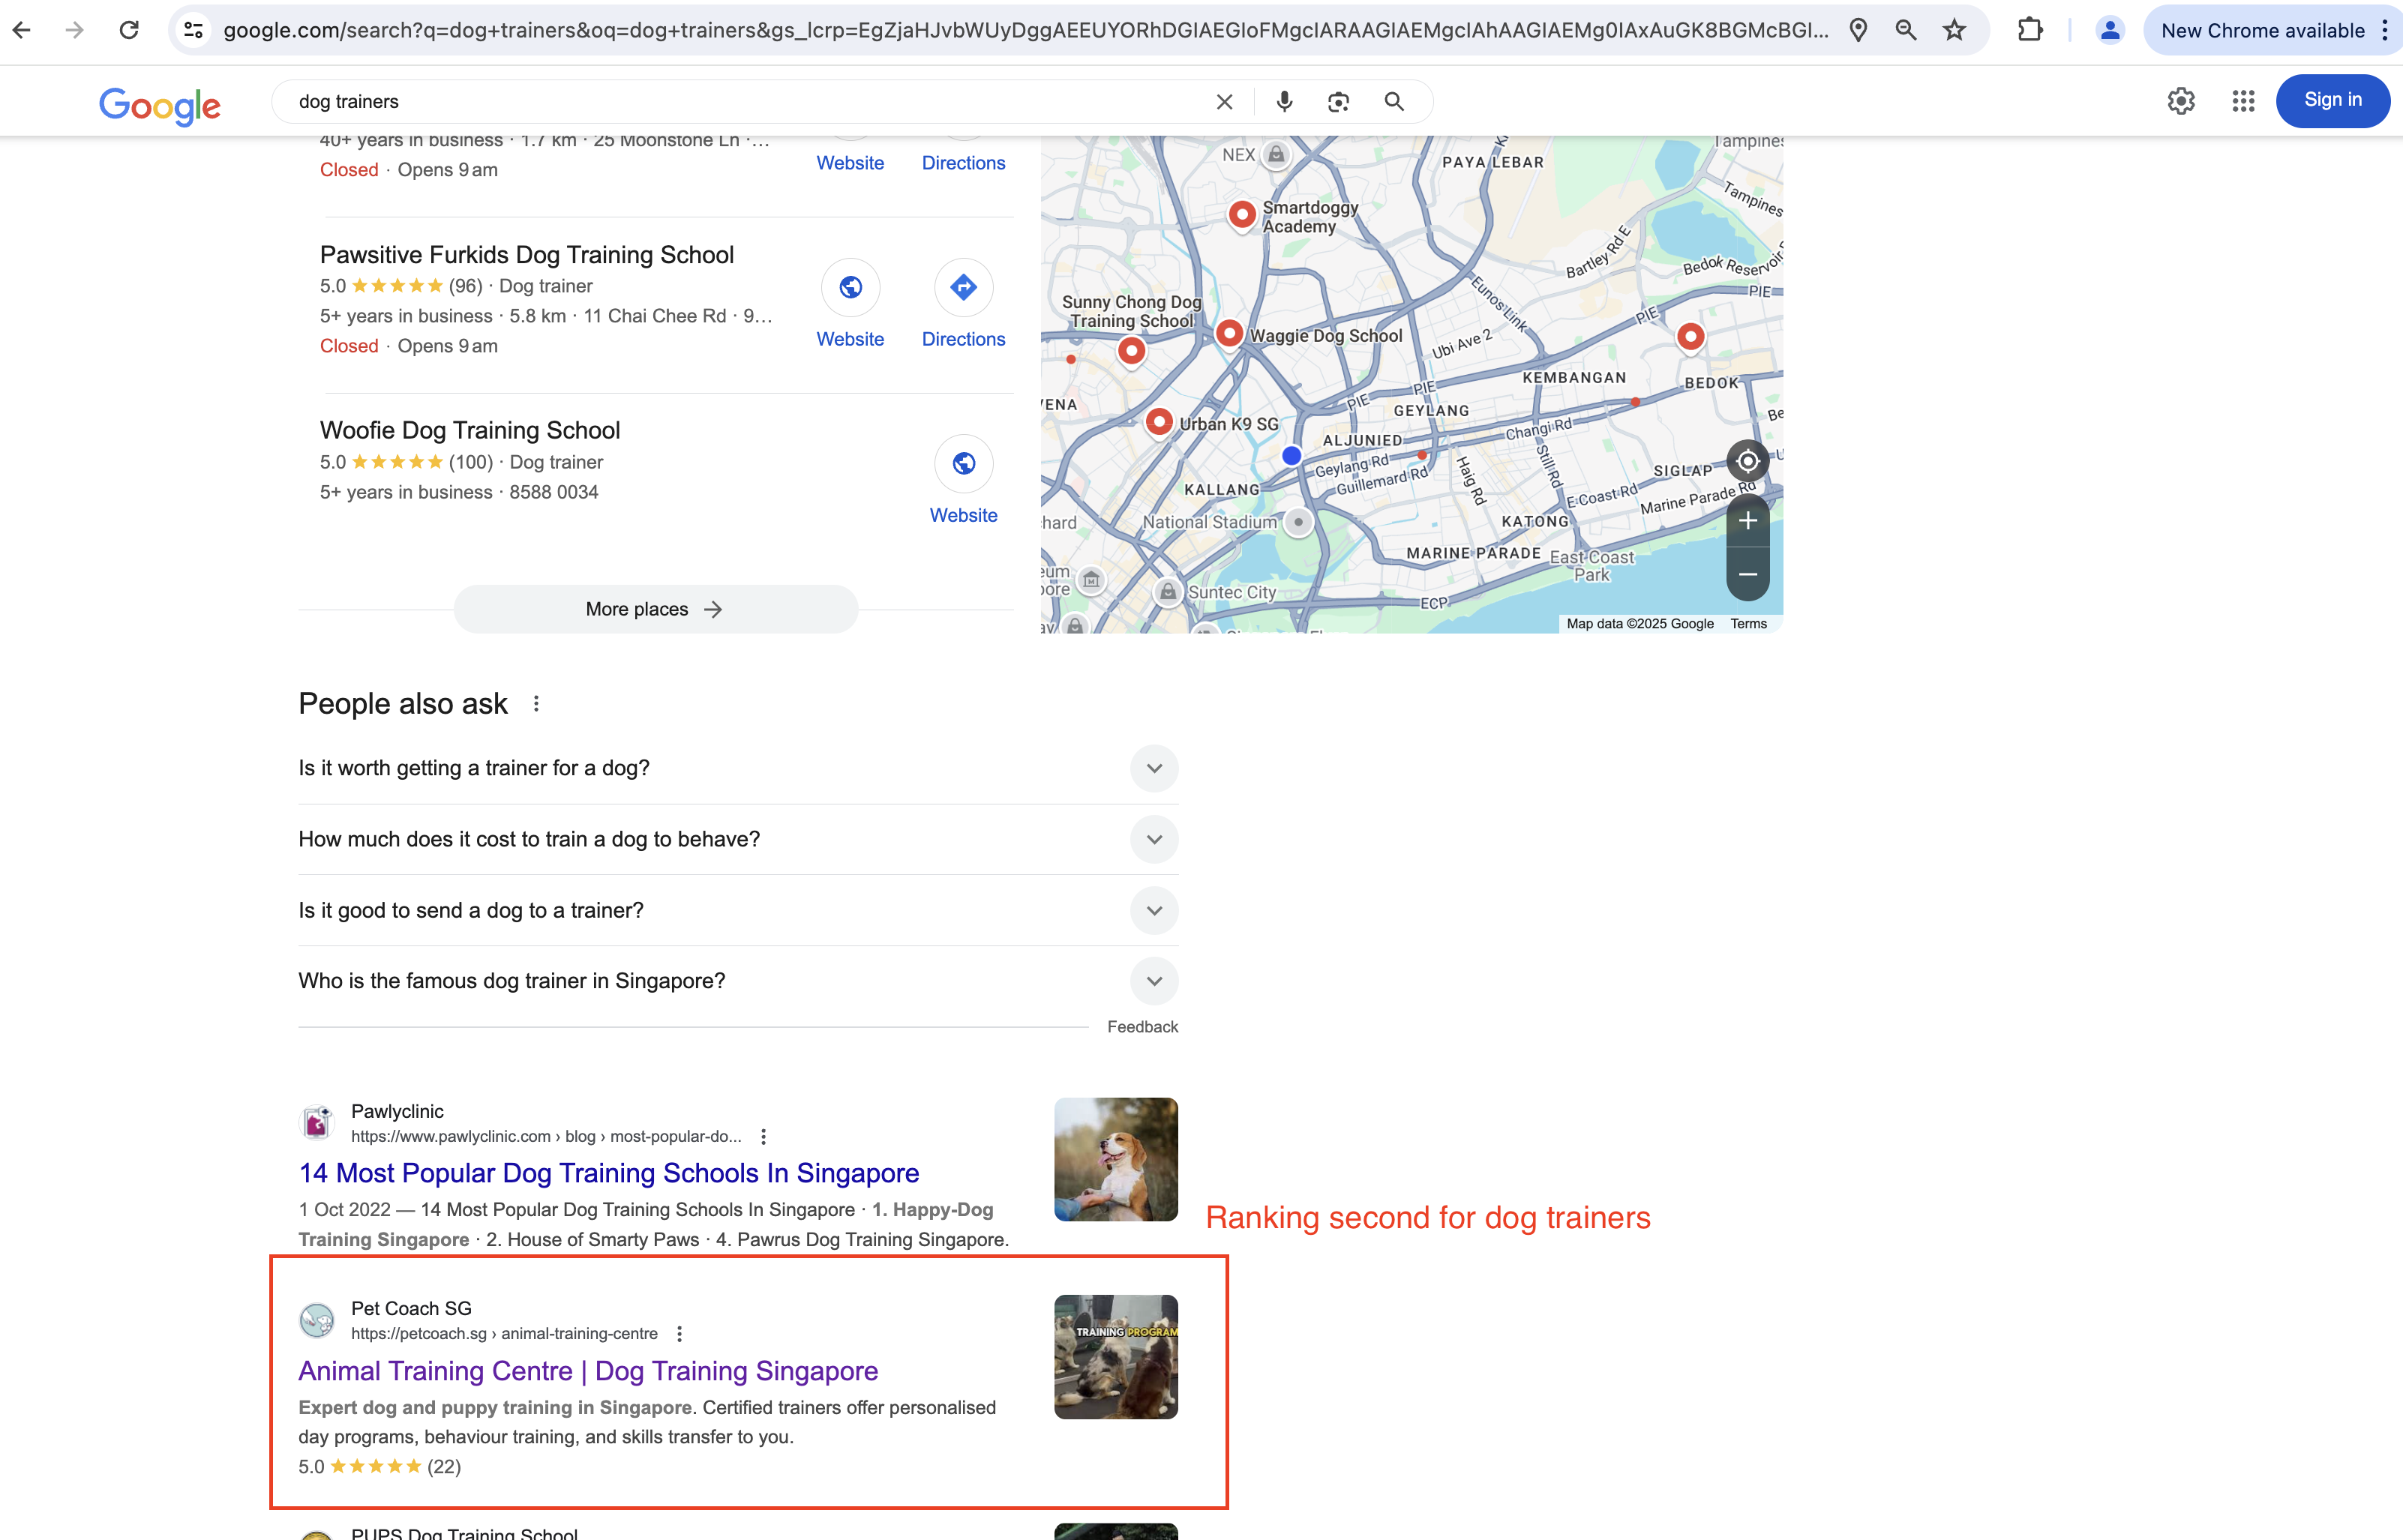 google.com/search?q=dog+trainers&oq=dog+trainers&gs_lcrp=EgZjaHJvbWUyDggAEEUYORhDGIAEGIoFMgcIARAAGIAEMgcIAhAAGIAEMg0IAxAuGK8BGMcBGI...
New Chrome available
Google
dog trainers
Sign in
40+ years in business · 1.7 km · 25 Moonstone Ln ·...
Closed · Opens 9 am
Website
Directions
Pawsitive Furkids Dog Training School
5.0 (96) · Dog trainer
5+ years in business · 5.8 km · 11 Chai Chee Rd · 9...
Closed · Opens 9 am
Website
Directions
Woofie Dog Training School
5.0 (100) · Dog trainer
5+ years in business · 8588 0034
Website
More places
NEX
PAYA LEBAR
Tampines
Smartdoggy
Academy
Tampines
Bartley Rd E
Bedok Reservoir
PIE
Eunos Link
Sunny Chong Dog
Training School
Waggie Dog School
Ubi Ave 2
PIE
KEMBANGAN
BEDOK
VENA
PIE
PIE
GEYLANG
Be
Urban K9 SG
ALJUNIED
Changi Rd
Geylang Rd
Guillemard Rd
Haig Rd
Still Rd
SIGLAP
KALLANG
E Coast Rd
Marine Parade Rd
hard
National Stadium
KATONG
MARINE PARADE
East Coast
Park
eum
pore
Suntec City
ECP
Map data ©2025 Google
Terms
People also ask
Is it worth getting a trainer for a dog?
How much does it cost to train a dog to behave?
Is it good to send a dog to a trainer?
Who is the famous dog trainer in Singapore?
Feedback
Pawlyclinic
https://www.pawlyclinic.com › blog › most-popular-do...
14 Most Popular Dog Training Schools In Singapore
1 Oct 2022 — 14 Most Popular Dog Training Schools In Singapore · 1. Happy-Dog
Training Singapore · 2. House of Smarty Paws · 4. Pawrus Dog Training Singapore.
Ranking second for dog trainers
Pet Coach SG
https://petcoach.sg › animal-training-centre
TRAINING PROGRAM
Animal Training Centre | Dog Training Singapore
Expert dog and puppy training in Singapore. Certified trainers offer personalised
day programs, behaviour training, and skills transfer to you.
5.0 (22)
PUPS Dog Training School